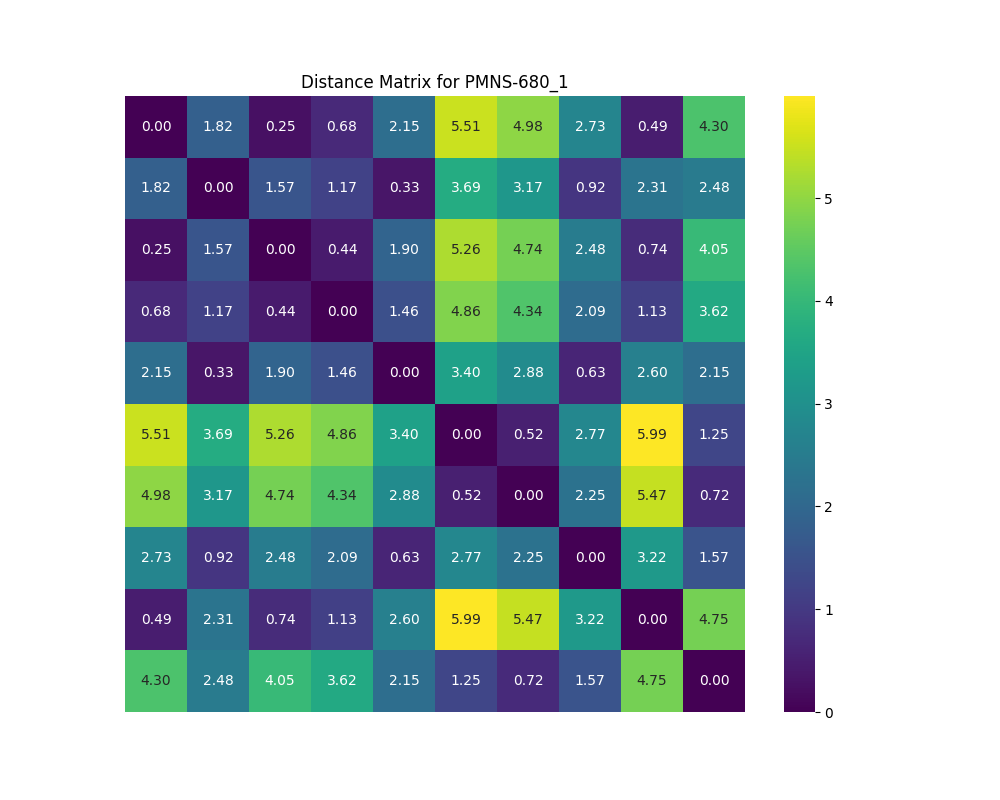 Distance Matrix for PMNS-680_1
0.00 1.82 0.25 0.68 2.15 5.51 4.98 2.73 0.49 4.30
1.82 0.00 1.57 1.17 0.33 3.69 3.17 0.92 2.31 2.48
0.25 1.57 0.00 0.44 1.90 5.26 4.74 2.48 0.74 4.05
0.68 1.17 0.44 0.00 1.46 4.86 4.34 2.09 1.13 3.62
2.15 0.33 1.90 1.46 0.00 3.40 2.88 0.63 2.60 2.15
5.51 3.69 5.26 4.86 3.40 0.00 0.52 2.77 5.99 1.25
4.98 3.17 4.74 4.34 2.88 0.52 0.00 2.25 5.47 0.72
2.73 0.92 2.48 2.09 0.63 2.77 2.25 0.00 3.22 1.57
0.49 2.31 0.74 1.13 2.60 5.99 5.47 3.22 0.00 4.75
4.30 2.48 4.05 3.62 2.15 1.25 0.72 1.57 4.75 0.00
5
4
3
2
1
0